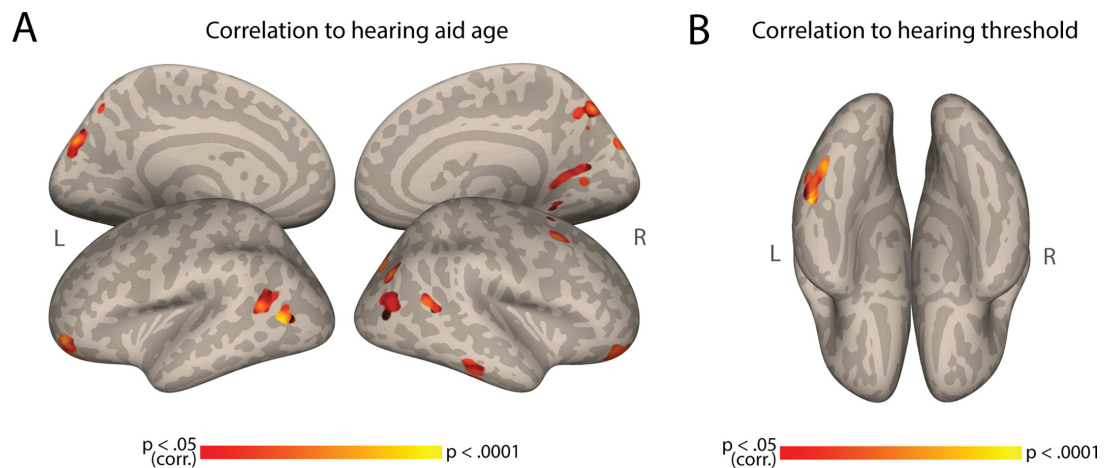 A
Correlation to hearing aid age
L
R
p < .05
(corr.)
p < .0001
B
Correlation to hearing threshold
L
R
p < .05
(corr.)
p < .0001